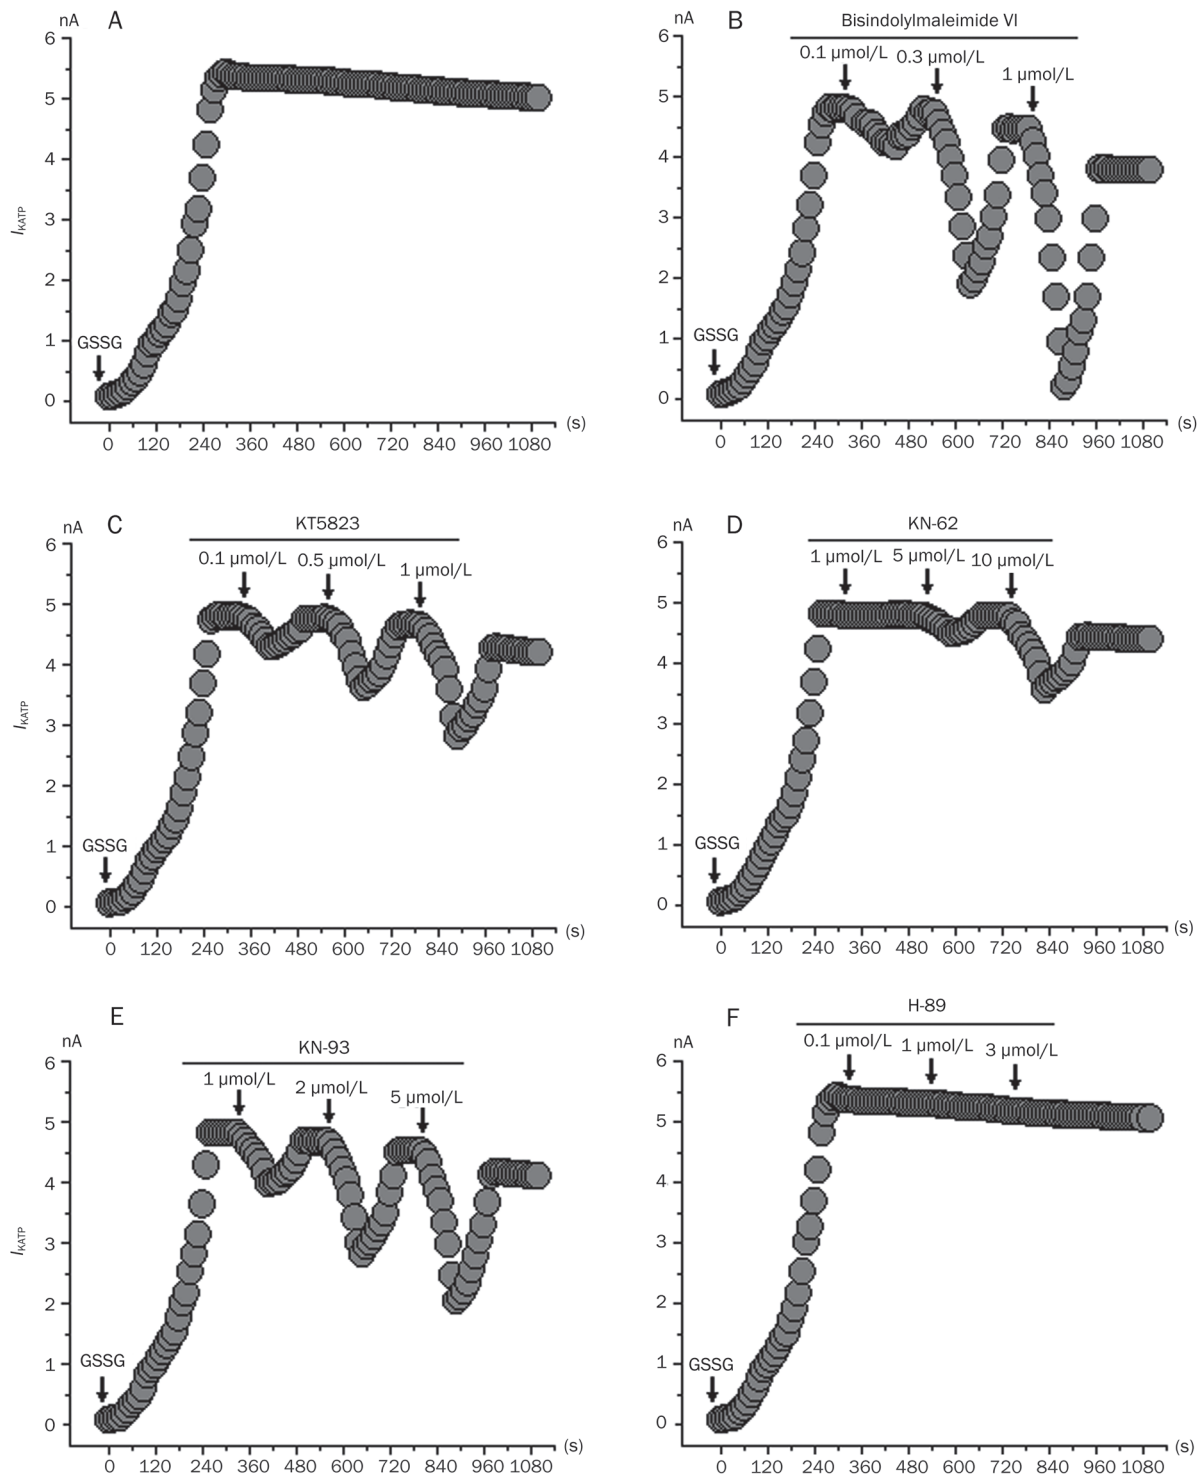 A
nA
6
5
4
3
2
1
0
I KATP
GSSG
(s)
0 120 240 360 480 600 720 840 960 1080
B
nA
Bisindolylmaleimide VI
0.1 µmol/L 0.3 µmol/L
1 µmol/L
6
5
4
3
2
1
0
GSSG
(s)
0 120 240 360 480 600 720 840 960 1080
C
nA
KT5823
0.1 µmol/L 0.5 µmol/L
1 µmol/L
6
5
4
3
2
1
0
I KATP
GSSG
(s)
0 120 240 360 480 600 720 840 960 1080
D
nA
KN-62
1 µmol/L 5 µmol/L 10 µmol/L
6
5
4
3
2
1
0
GSSG
(s)
0 120 240 360 480 600 720 840 960 1080
E
nA
KN-93
1 µmol/L 2 µmol/L
5 µmol/L
6
5
4
3
2
1
0
I KATP
GSSG
(s)
0 120 240 360 480 600 720 840 960 1080
F
nA
H-89
0.1 µmol/L 1 µmol/L 3 µmol/L
6
5
4
3
2
1
0
GSSG
(s)
0 120 240 360 480 600 720 840 960 1080